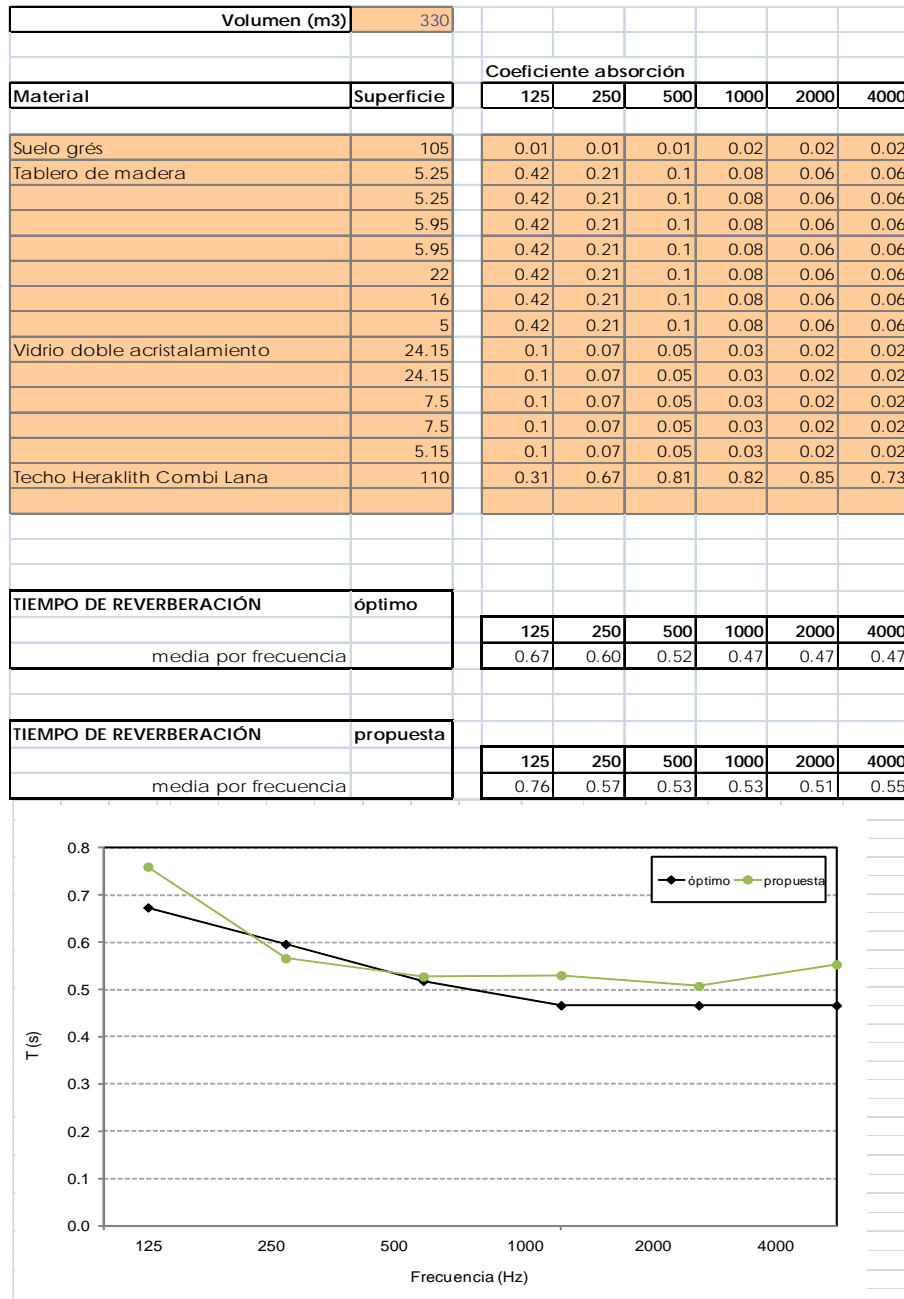 Volumen (m3) 330
Coeficiente absorción
Material Superficie 125 250 500 1000 2000 4000
Suelo grés 105 0.01 0.01 0.01 0.02 0.02 0.02
Tablero de madera 5.25 0.42 0.21 0.1 0.08 0.06 0.06
5.25 0.42 0.21 0.1 0.08 0.06 0.06
5.95 0.42 0.21 0.1 0.08 0.06 0.06
5.95 0.42 0.21 0.1 0.08 0.06 0.06
22 0.42 0.21 0.1 0.08 0.06 0.06
16 0.42 0.21 0.1 0.08 0.06 0.06
5 0.42 0.21 0.1 0.08 0.06 0.06
Vidrio doble acristalamiento 24.15 0.1 0.07 0.05 0.03 0.02 0.02
24.15 0.1 0.07 0.05 0.03 0.02 0.02
7.5 0.1 0.07 0.05 0.03 0.02 0.02
7.5 0.1 0.07 0.05 0.03 0.02 0.02
5.15 0.1 0.07 0.05 0.03 0.02 0.02
Techo Heraklith Combi Lana 110 0.31 0.67 0.81 0.82 0.85 0.73
TIEMPO DE REVERBERACIÓN óptimo
125 250 500 1000 2000 4000
media por frecuencia 0.67 0.60 0.52 0.47 0.47 0.47
TIEMPO DE REVERBERACIÓN propuesta
125 250 500 1000 2000 4000
media por frecuencia 0.76 0.57 0.53 0.53 0.51 0.55
0.8
óptimo propuesta
0.7
0.6
0.5
0.4
T (s)
0.3
0.2
0.1
0.0
125 250 500 1000 2000 4000
Frecuencia (Hz)